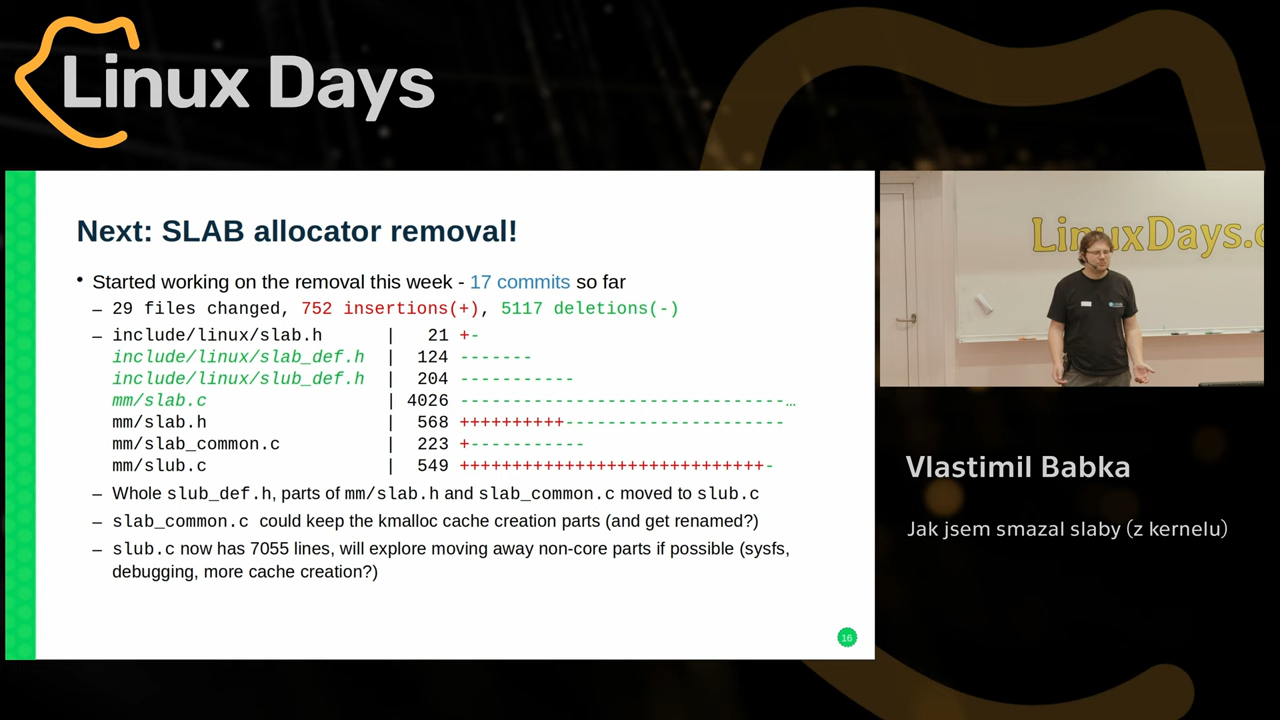 Linux Days
Next: SLAB allocator removal!
• Started working on the removal this week - 17 commits so far
– 29 files changed, 752 insertions(+), 5117 deletions(-)
– include/linux/slab.h | 21 +-
include/linux/slab_def.h | 124 -------
include/linux/slub_def.h | 204 -----------
mm/slab.c | 4026 -------------------------------…
mm/slab.h | 568 ++++++++++---------------------
mm/slab_common.c | 223 +-----------
mm/slub.c | 549 +++++++++++++++++++++++++++++-
– Whole slub_def.h, parts of mm/slab.h and slab_common.c moved to slub.c
– slab_common.c could keep the kmalloc cache creation parts (and get renamed?)
– slub.c now has 7055 lines, will explore moving away non-core parts if possible (sysfs,
debugging, more cache creation?)
16
LinuxDays.c
Vlastimil Babka
Jak jsem smazal slaby (z kernelu)